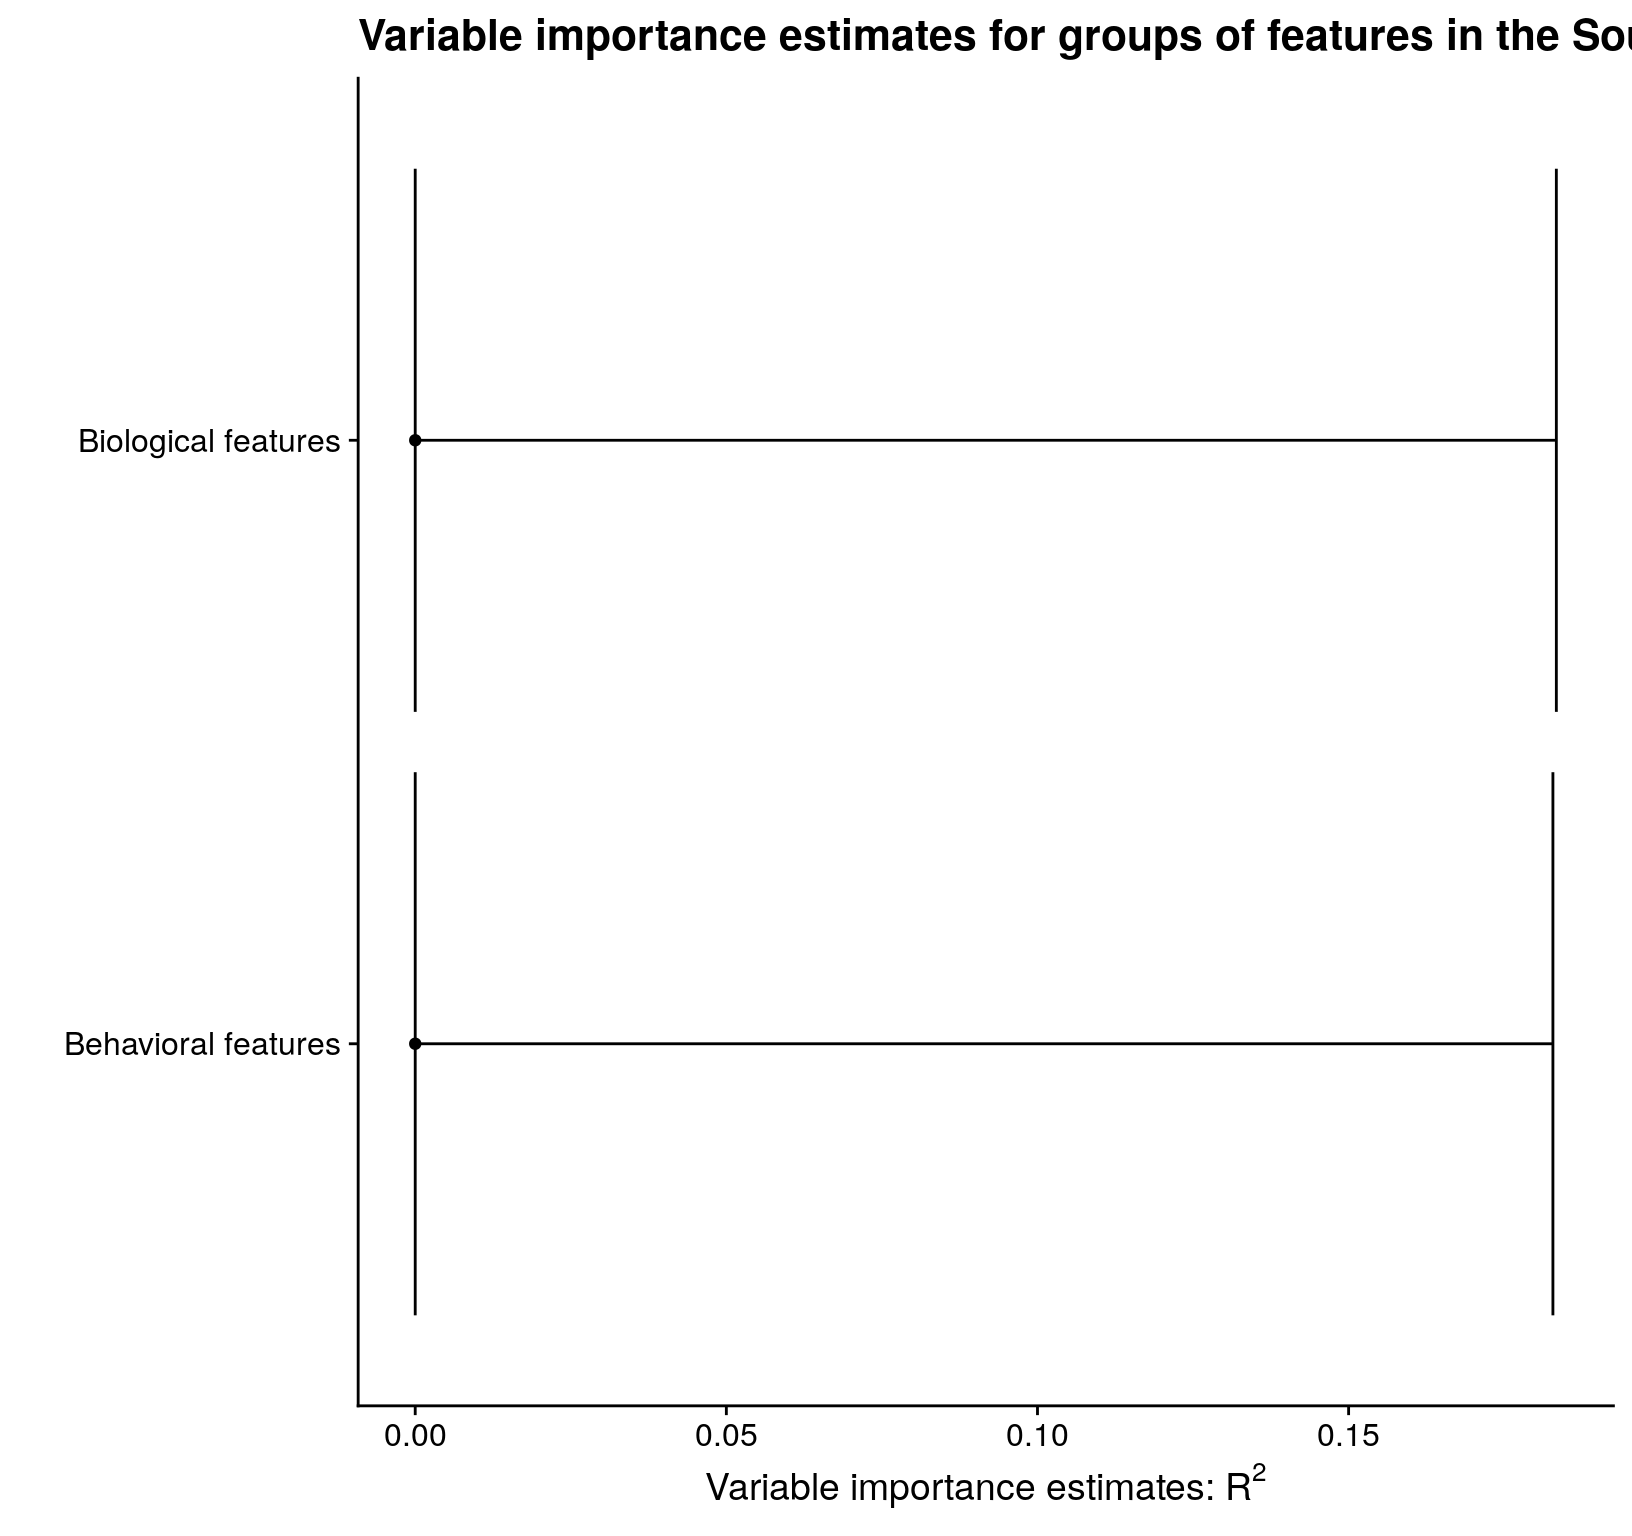 Variable importance estimates for groups of features in the Sou
Biological features
Behavioral features
0.00 0.05 0.10 0.15
Variable importance estimates: R²